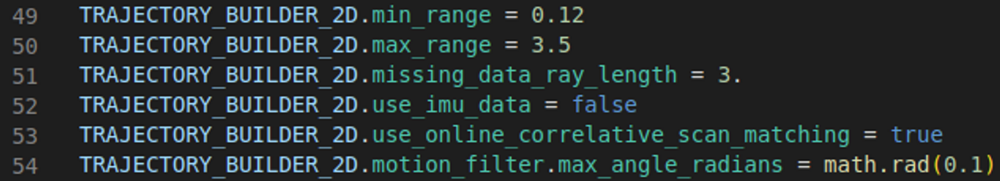 49 TRAJECTORY_BUILDER_2D.min_range = 0.12
50 TRAJECTORY_BUILDER_2D.max_range = 3.5
51 TRAJECTORY_BUILDER_2D.missing_data_ray_length = 3.
52 TRAJECTORY_BUILDER_2D.use_imu_data = false
53 TRAJECTORY_BUILDER_2D.use_online_correlative_scan_matching = true
54 TRAJECTORY_BUILDER_2D.motion_filter.max_angle_radians = math.rad(0.1)